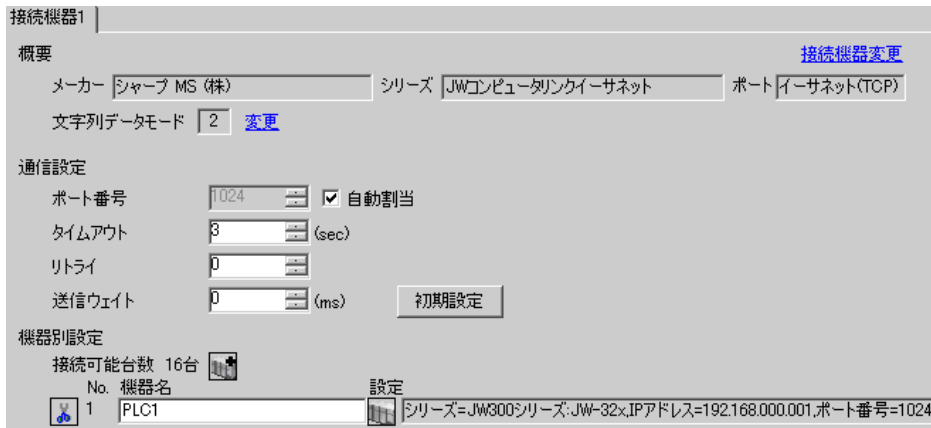 接続機器1
概要 接続機器変更
メーカー シャープ MS (株) シリーズ JWコンピュータリンクイーサネット ポート イーサネット(TCP)
文字列データモード 2 変更
通信設定
ポート番号 1024 自動割当
タイムアウト 3 (sec)
リトライ 0
送信ウェイト 0 (ms) 初期設定
機器別設定
接続可能台数 16台
No. 機器名 設定
1 PLC1 シリーズ=JW300シリーズ:JW-32x,IPアドレス=192.168.000.001,ポート番号=1024